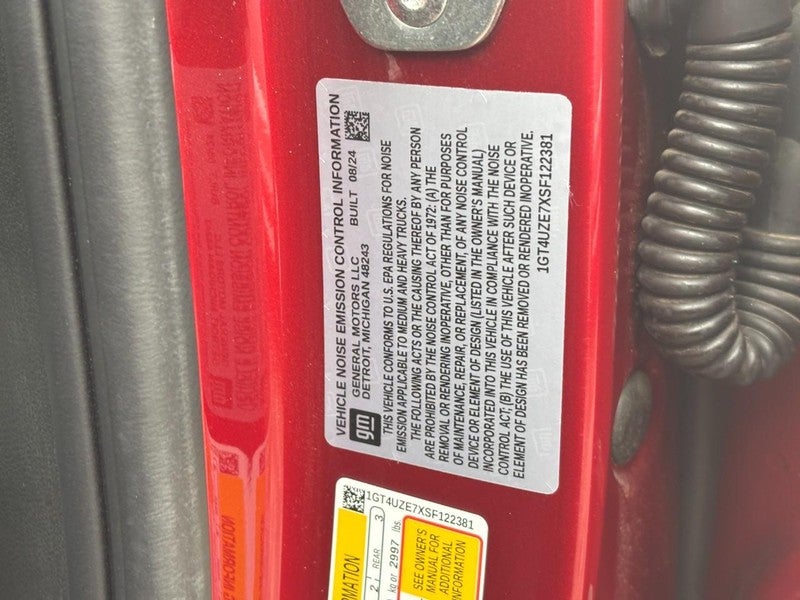 VEHICLE NOISE EMISSION CONTROL INFORMATION
gm
GENERAL MOTORS LLC BUILT 08/24
DETROIT, MICHIGAN 48243
THIS VEHICLE CONFORMS TO U.S. EPA REGULATIONS FOR NOISE
EMISSION APPLICABLE TO MEDIUM AND HEAVY TRUCKS.
THE FOLLOWING ACTS OR THE CAUSING THEREOF BY ANY PERSON
ARE PROHIBITED BY THE NOISE CONTROL ACT OF 1972: (A) THE
REMOVAL OR RENDERING INOPERATIVE, OTHER THAN FOR PURPOSES
OF MAINTENANCE, REPAIR, OR REPLACEMENT, OF ANY NOISE CONTROL
DEVICE OR ELEMENT OF DESIGN (LISTED IN THE OWNER'S MANUAL)
INCORPORATED INTO THIS VEHICLE IN COMPLIANCE WITH THE NOISE
CONTROL ACT; (B) THE USE OF THIS VEHICLE AFTER SUCH DEVICE OR
ELEMENT OF DESIGN HAS BEEN REMOVED OR RENDERED INOPERATIVE.
1GT4UZE7XSF122381
1GT4UZE7XSF122381
2 REAR 3
kg or 2997 lbs.
SEE OWNER'S
MANUAL FOR
ADDITIONAL
INFORMATION